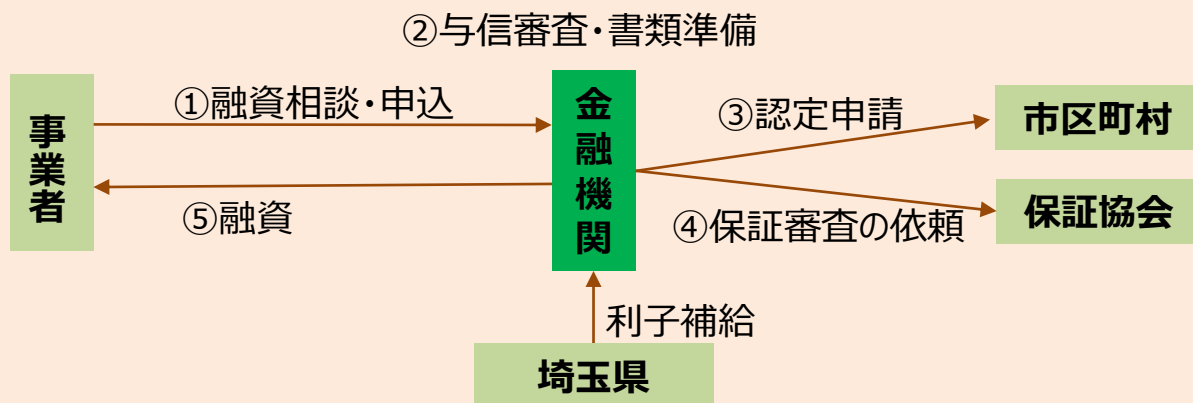 ②与信審査・書類準備
事業者
①融資相談・申込
金融機関
③認定申請
市区町村
⑤融資
④保証審査の依頼
保証協会
利子補給
埼玉県